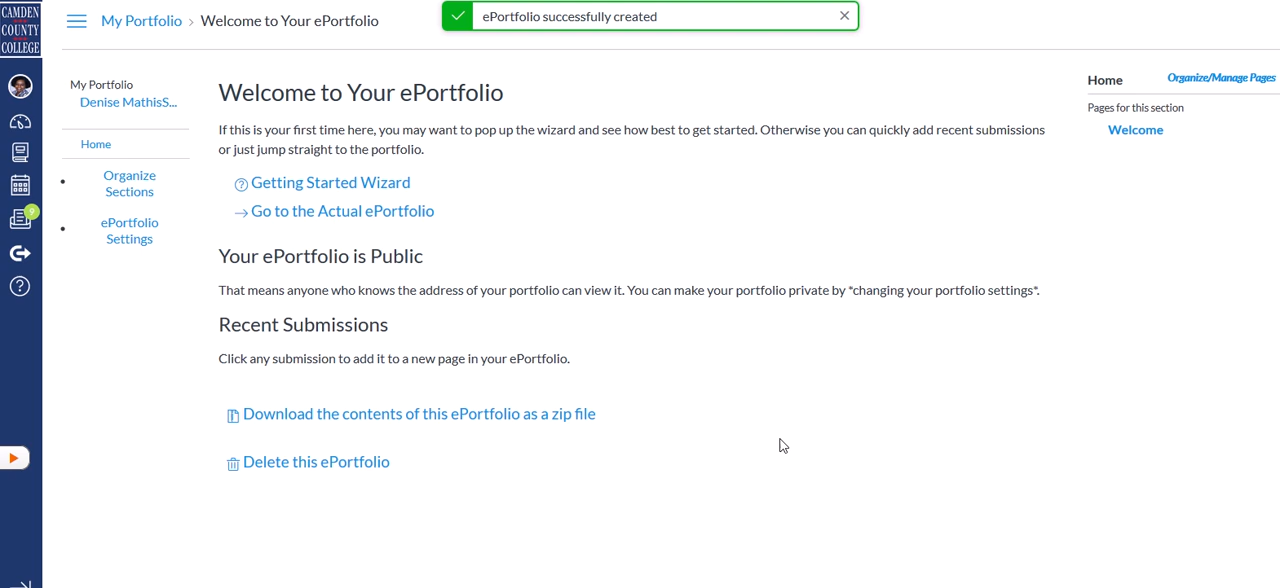 CAMDEN
COUNTY
COLLEGE
My Portfolio › Welcome to Your ePortfolio
ePortfolio successfully created
9
My Portfolio
Denise MathisS...
Home
Organize
Sections
ePortfolio
Settings
Welcome to Your ePortfolio
If this is your first time here, you may want to pop up the wizard and see how best to get started. Otherwise you can quickly add recent submissions
or just jump straight to the portfolio.
Getting Started Wizard
Go to the Actual ePortfolio
Your ePortfolio is Public
That means anyone who knows the address of your portfolio can view it. You can make your portfolio private by *changing your portfolio settings*.
Recent Submissions
Click any submission to add it to a new page in your ePortfolio.
Download the contents of this ePortfolio as a zip file
Delete this ePortfolio
Home
Organize/Manage Pages
Pages for this section
Welcome